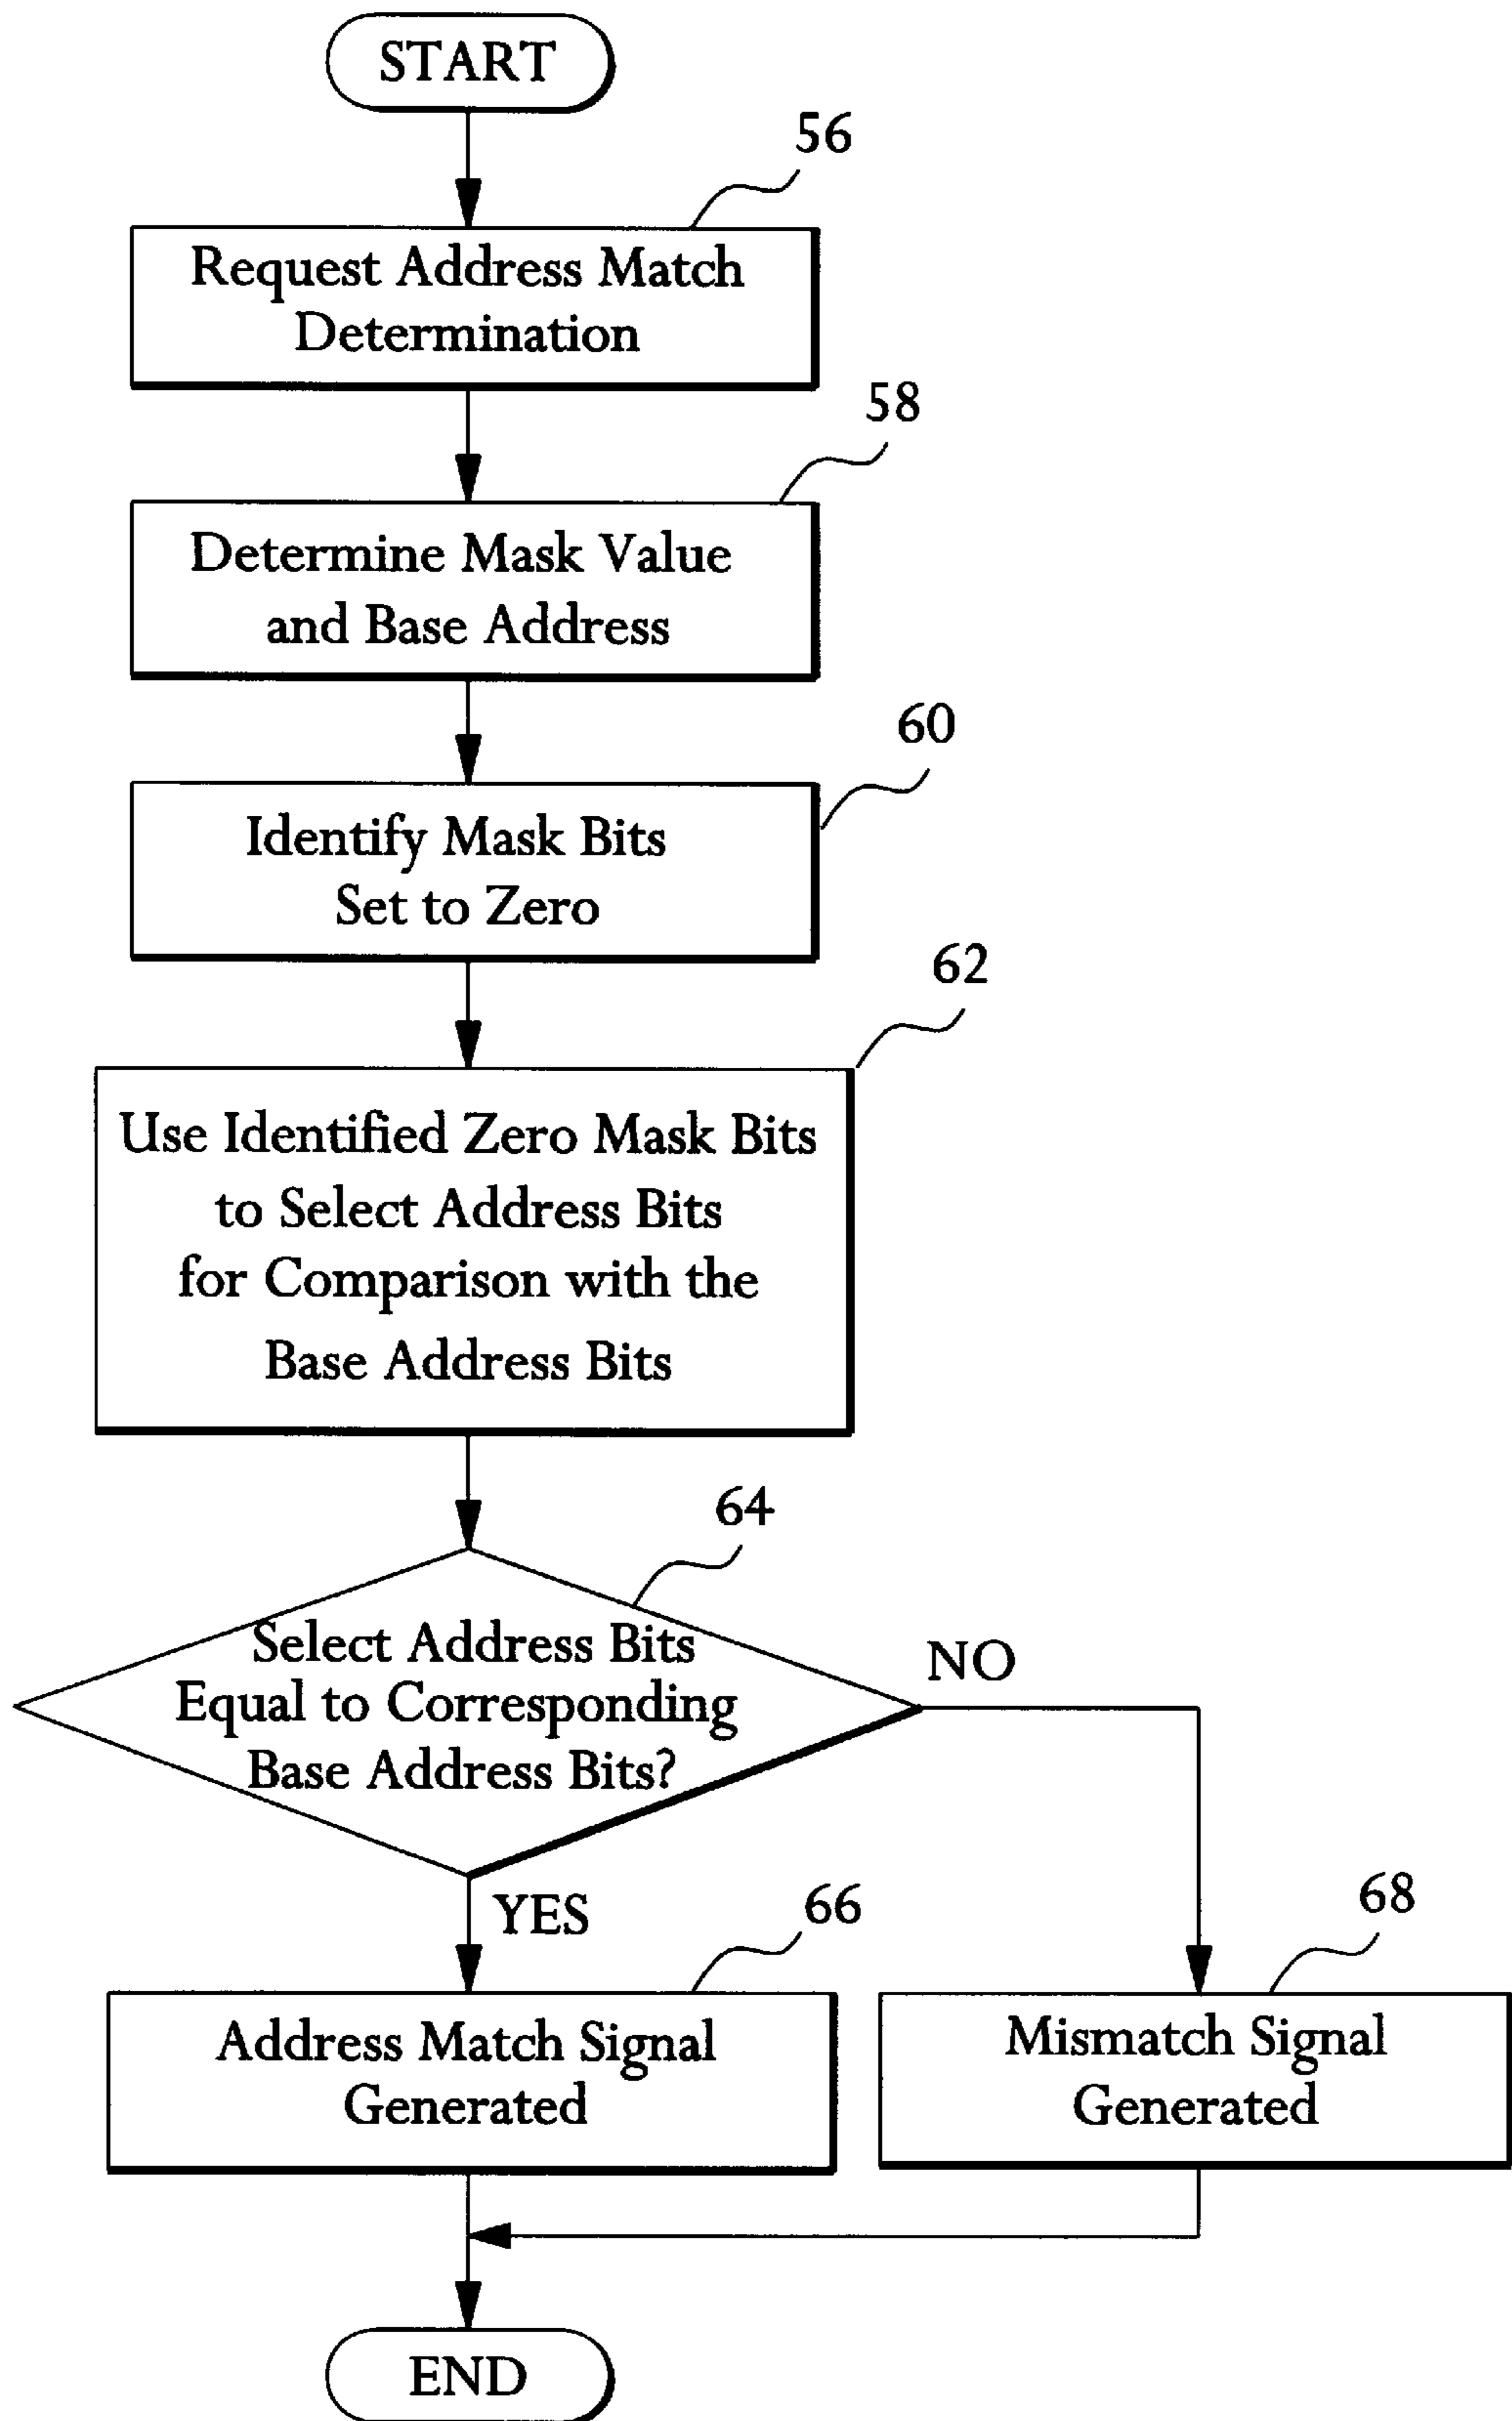 START
56
Request Address Match
Determination
58
Determine Mask Value
and Base Address
60
Identify Mask Bits
Set to Zero
62
Use Identified Zero Mask Bits
to Select Address Bits
for Comparison with the
Base Address Bits
64
Select Address Bits
Equal to Corresponding
Base Address Bits?
NO
YES
66
68
Address Match Signal
Generated
Mismatch Signal
Generated
END